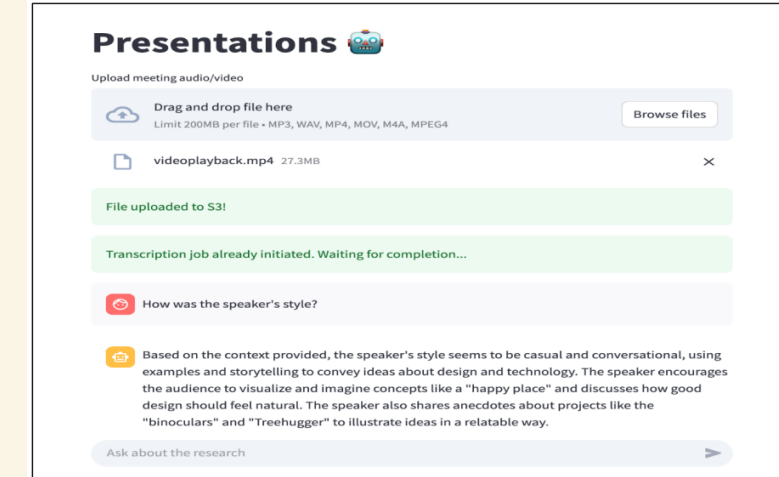 Presentations 🤖
Upload meeting audio/video
Drag and drop file here
Limit 200MB per file • MP3, WAV, MP4, MOV, M4A, MPEG4
Browse files
videoplayback.mp4 27.3MB
File uploaded to S3!
Transcription job already initiated. Waiting for completion...
How was the speaker's style?
Based on the context provided, the speaker's style seems to be casual and conversational, using
examples and storytelling to convey ideas about design and technology. The speaker encourages
the audience to visualize and imagine concepts like a "happy place" and discusses how good
design should feel natural. The speaker also shares anecdotes about projects like the
"binoculars" and "Treehugger" to illustrate ideas in a relatable way.
Ask about the research